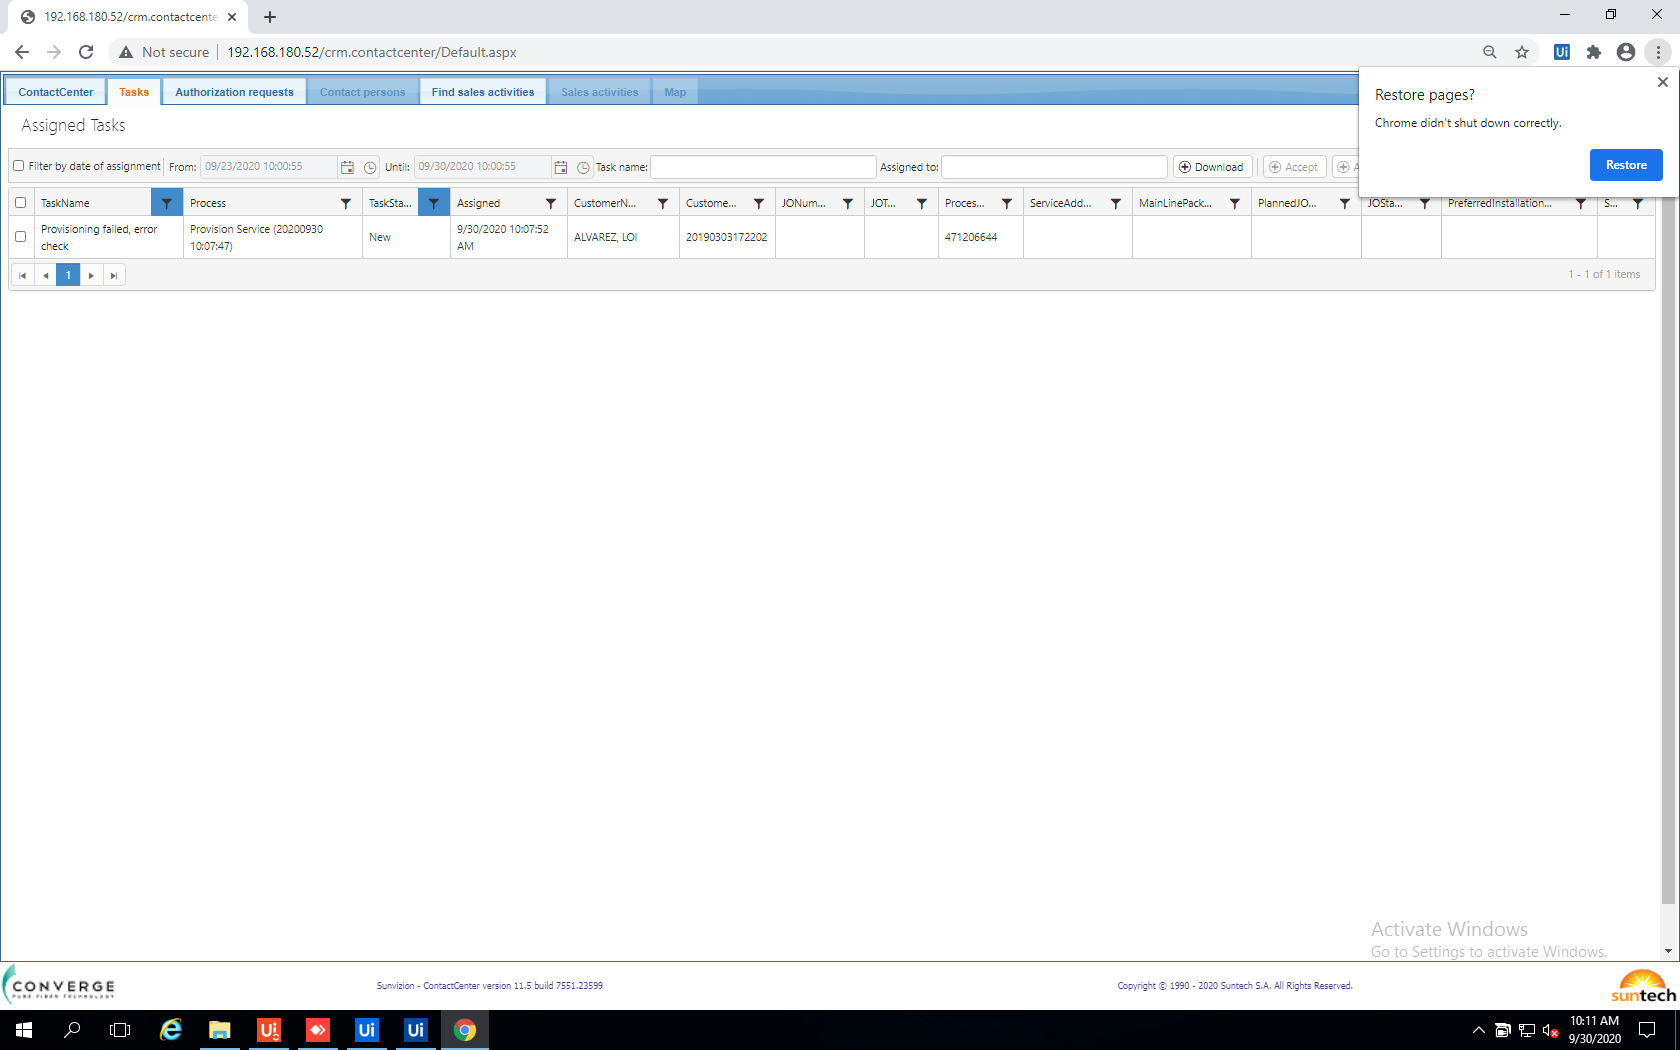 192.168.180.52/crm.contactcente
Not secure
192.168.180.52/crm.contactcenter/Default.aspx
Ui
ContactCenter
Tasks
Authorization requests
Contact persons
Find sales activities
Sales activities
Map
Restore pages?
Chrome didn't shut down correctly.
Restore
Assigned Tasks
Filter by date of assignment
From:
09/23/2020 10:00:55
Until:
09/30/2020 10:00:55
Task name:
Assigned to:
Download
Accept
A
TaskName
Process
TaskSta...
Assigned
CustomerN...
Custome...
JONum...
JOT...
Proces...
ServiceAdd...
MainLinePack...
PlannedJO...
JOSta...
PreferredInstallation...
S...
Provisioning failed, error
check
Provision Service (20200930
10:07:47)
New
9/30/2020 10:07:52
AM
ALVAREZ, LOI
20190303172202
471206644
1
1 - 1 of 1 items
Activate Windows
Go to Settings to activate Windows.
CONVERGE
PURE FIBER TECHNOLOGY
Sunvizion - ContactCenter version 11.5 build 7551.23599
Copyright © 1990 - 2020 Suntech S.A. All Rights Reserved.
suntech
Ui
Ui
Ui
10:11 AM
9/30/2020